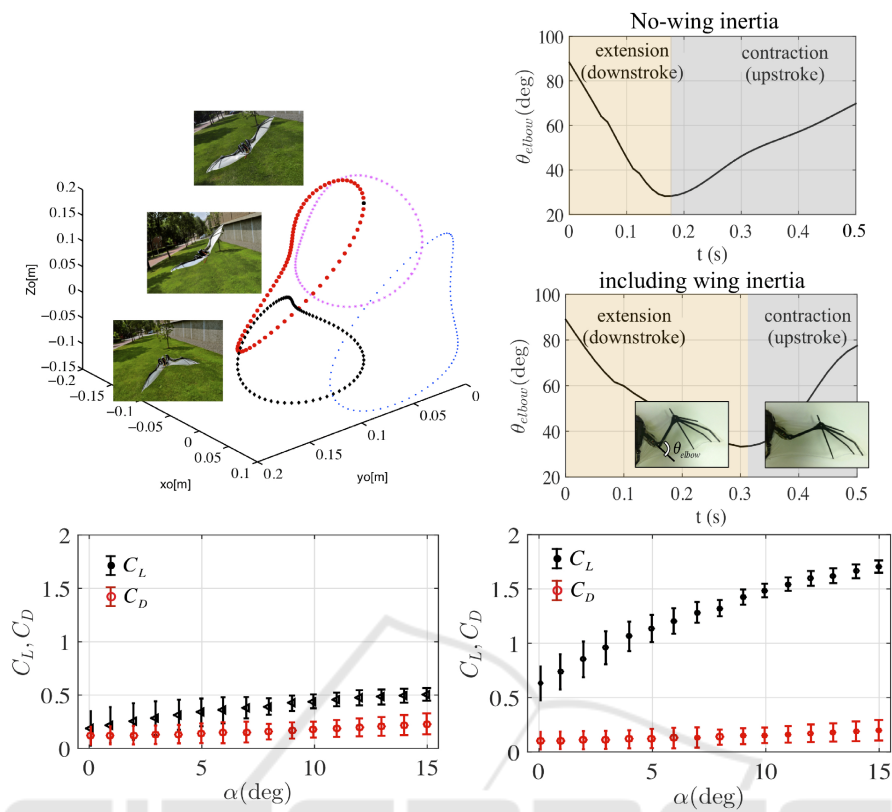 No-wing inertia
100
80
60
40
20
θelbow(deg)
extension
(downstroke)
contraction
(upstroke)
0
0.1
0.2
0.3
0.4
0.5
t (s)
0.2
0.15
0.1
0.05
0
−0.05
−0.1
−0.15
−0.2
Zo[m]
−0.15
−0.1
−0.05
0
0.05
0.1
xo[m]
0.2
0.15
0.1
0.05
0
yo[m]
including wing inertia
100
80
60
40
20
θelbow(deg)
extension
(downstroke)
contraction
(upstroke)
θelbow
0
0.1
0.2
0.3
0.4
0.5
t (s)
2
1.5
1
0.5
0
CL, CD
CL
CD
0
5
10
15
α(deg)
2
1.5
1
0.5
0
CL, CD
CL
CD
0
5
10
15
α(deg)